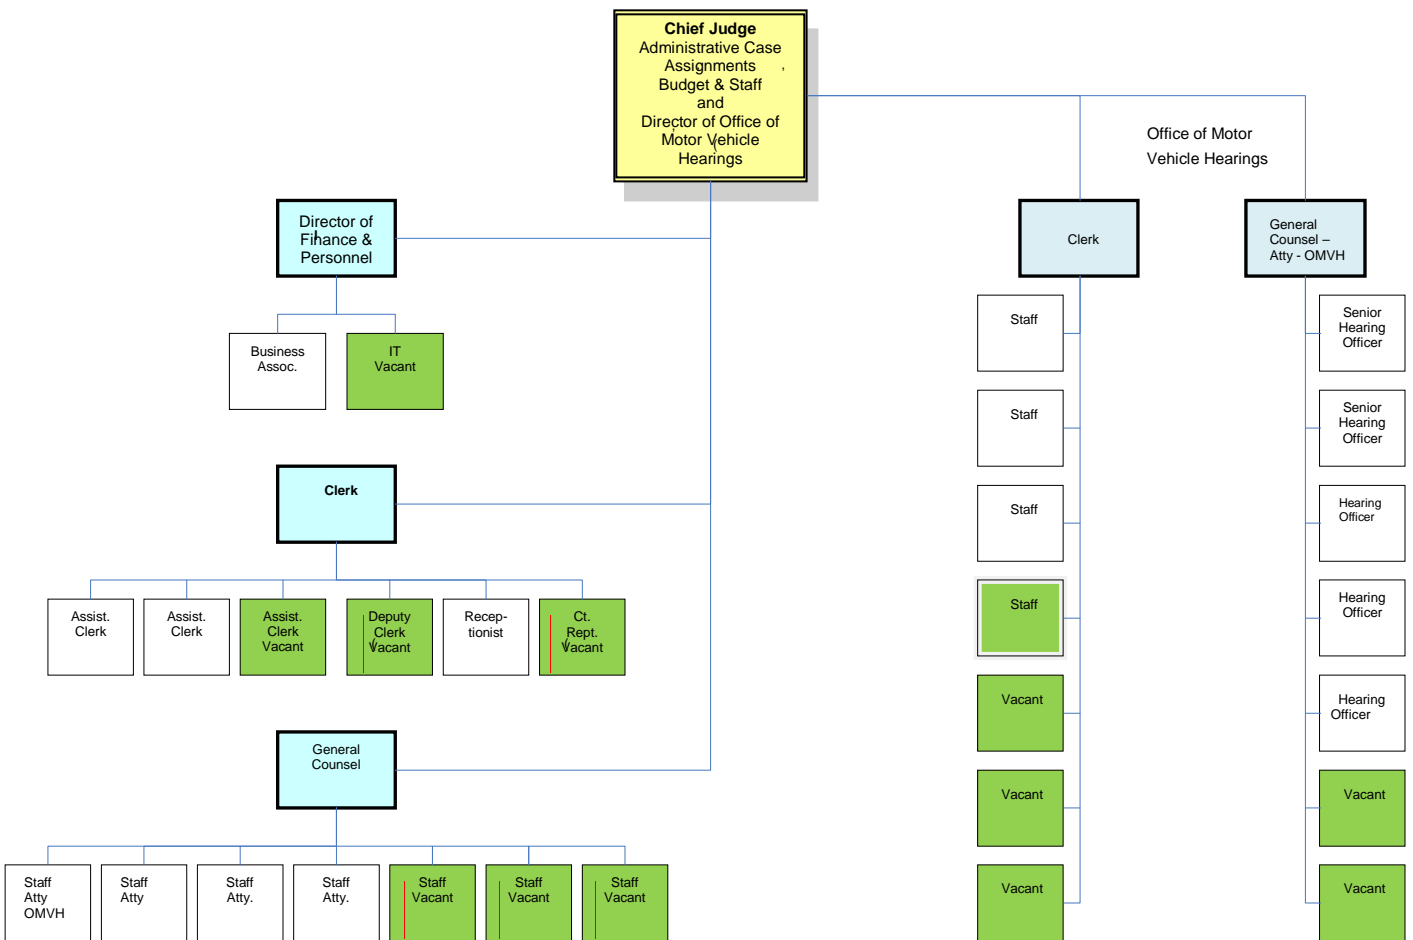 Chief Judge
Administrative Case
Assignments
Budget & Staff
and
Director of Office of
Motor Vehicle
Hearings
Office of Motor
Vehicle Hearings
Director of
Finance &
Personnel
Clerk
General
Counsel –
Atty - OMVH
Business
Assoc.
IT
Vacant
Staff
Staff
Staff
Staff
Vacant
Vacant
Vacant
Senior
Hearing
Officer
Senior
Hearing
Officer
Hearing
Officer
Hearing
Officer
Hearing
Officer
Vacant
Vacant
Clerk
Assist.
Clerk
Assist.
Clerk
Assist.
Clerk
Vacant
Deputy
Clerk
Vacant
Recep-
tionist
Ct.
Rept.
Vacant
General
Counsel
Staff
Atty
OMVH
Staff
Atty
Staff
Atty.
Staff
Atty.
Staff
Vacant
Staff
Vacant
Staff
Vacant